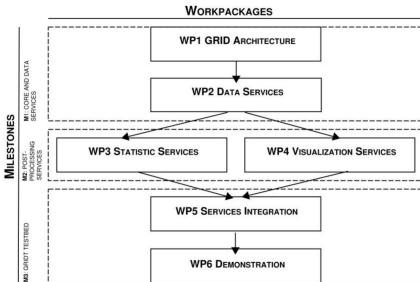 WORKPACKAGES
WP1 GRID ARCHITECTURE
WP2 DATA SERVICES
WP3 STATISTIC SERVICES
WP4 VISUALIZATION SERVICES
WP5 SERVICES INTEGRATION
WP6 DEMONSTRATION
MILESTONES
M1: CORE AND DATA
SERVICES
M2: POST-
PROCESSING
SERVICES
M3: GRIDT TESTBED